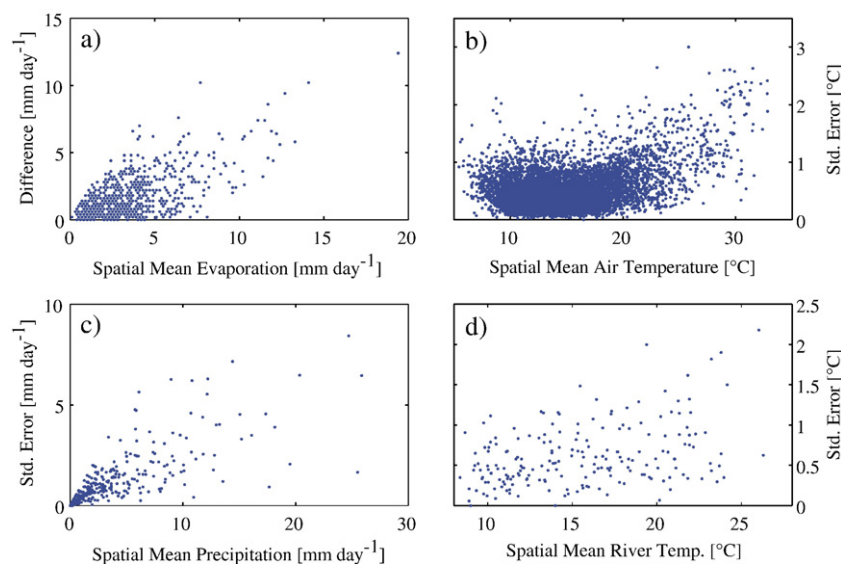 a)
15
10
5
0
Difference [mm day-1]
0 5 10 15 20
Spatial Mean Evaporation [mm day-1]
b)
3
2
1
0
Std. Error [°C]
10 20 30
Spatial Mean Air Temperature [°C]
c)
10
5
0
Std. Error [mm day-1]
0 10 20 30
Spatial Mean Precipitation [mm day-1]
d)
2.5
2
1.5
1
0.5
0
Std. Error [°C]
10 15 20 25
Spatial Mean River Temp. [°C]